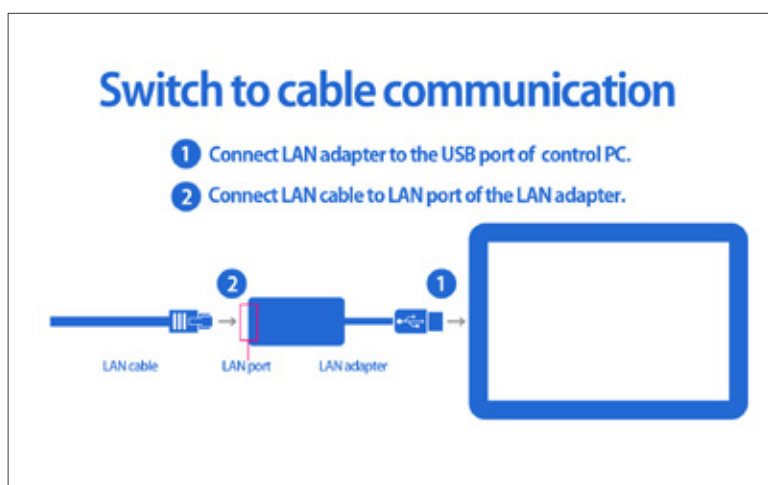 Switch to cable communication
1 Connect LAN adapter to the USB port of control PC.
2 Connect LAN cable to LAN port of the LAN adapter.
2
1
LAN cable
LAN port
LAN adapter